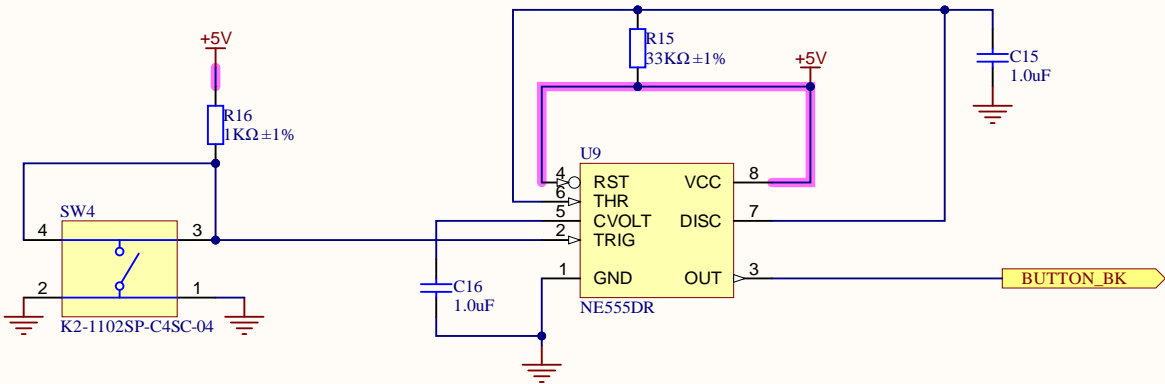 +5V
R16
1KΩ ±1%
SW4
4
3
2
1
K2-1102SP-C4SC-04
R15
33KΩ ±1%
+5V
C15
1.0uF
U9
4
RST
VCC
8
6
THR
5
CVOLT
DISC
7
2
TRIG
1
GND
OUT
3
NE555DR
C16
1.0uF
BUTTON_BK